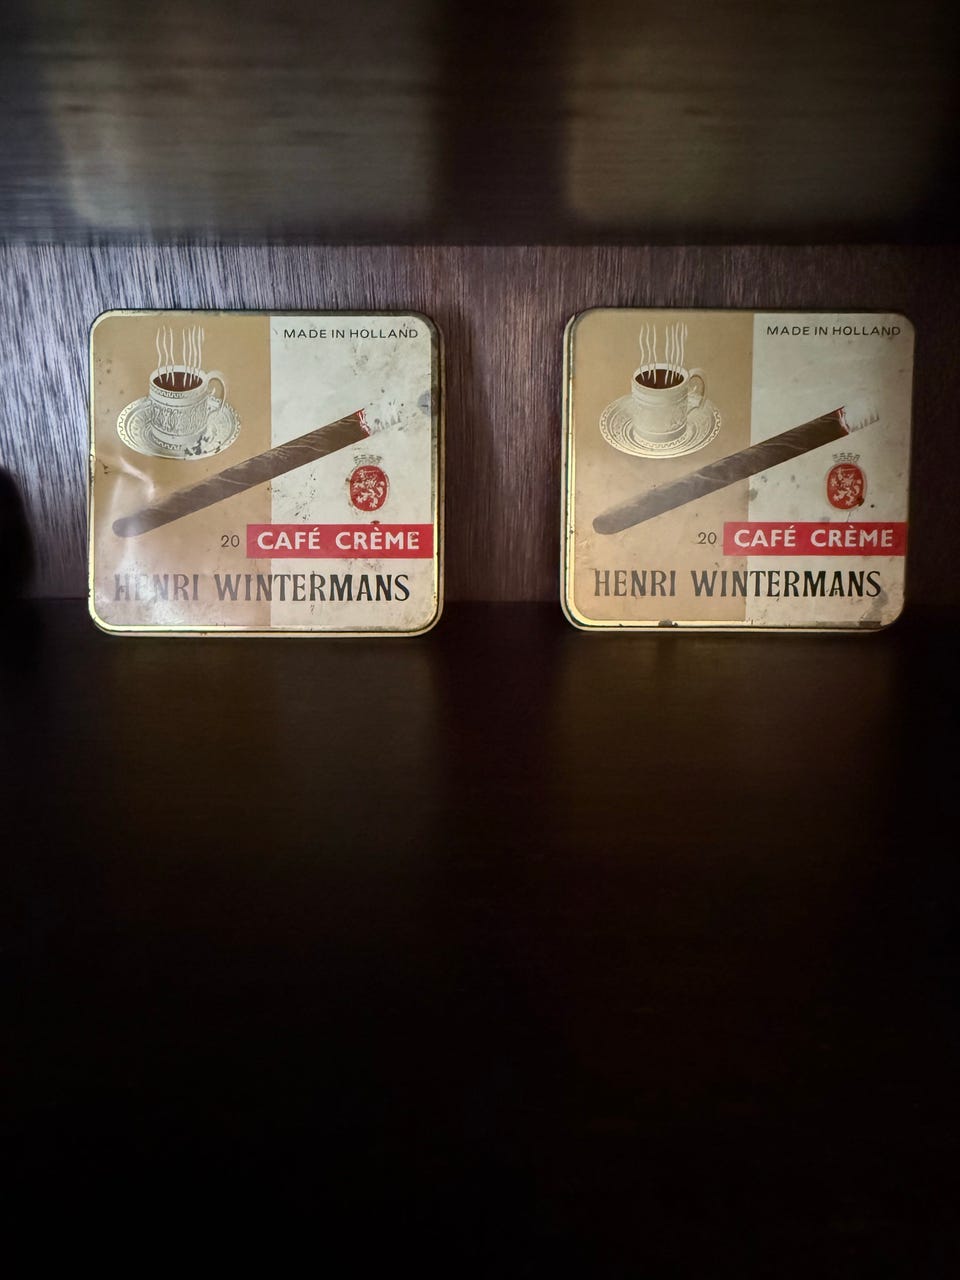 MADE IN HOLLAND
20 CAFÉ CRÈME
HENRI WINTERMANS
MADE IN HOLLAND
20 CAFÉ CRÈME
HENRI WINTERMANS